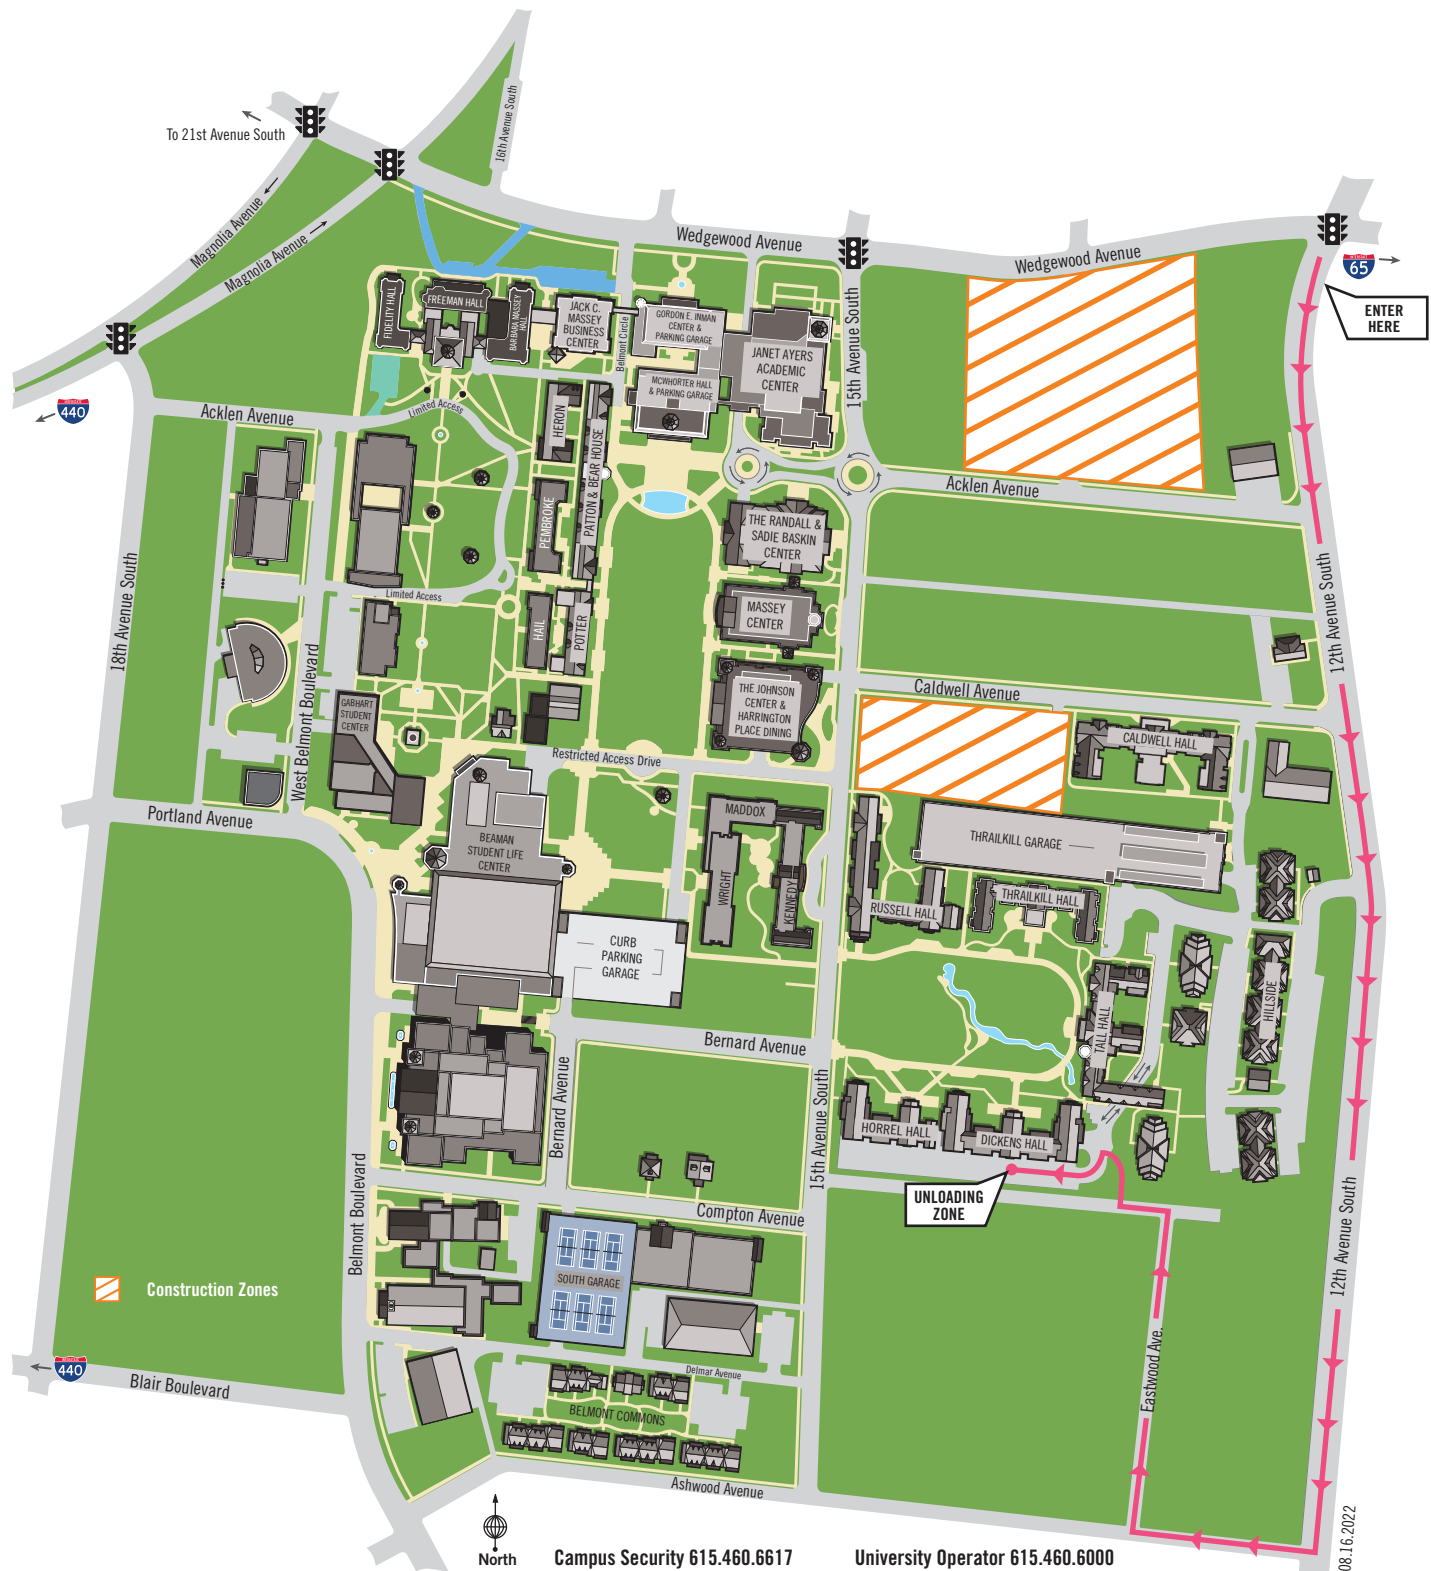 16th Avenue South
To 21st Avenue South
Magnolia Avenue
Magnolia Avenue
Wedgewood Avenue
Wedgewood Avenue
65
ENTER
HERE
FIDELITY HALL
FREEMAN HALL
BARBARA MASSEY
HALL
JACK C.
MASSEY
BUSINESS
CENTER
Belmont Circle
GORDON E. INMAN
CENTER &
PARKING GARAGE
JANET AYERS
ACADEMIC
CENTER
MCWHORTER HALL
& PARKING GARAGE
15th Avenue South
440
Acklen Avenue
Limited Access
HERON
PATTON & BEAR HOUSE
PEMBROKE
Acklen Avenue
THE RANDALL &
SADIE BASKIN
CENTER
18th Avenue South
Limited Access
HAIL
POTTER
MASSEY
CENTER
12th Avenue South
West Belmont Boulevard
GABHART
STUDENT
CENTER
THE JOHNSON
CENTER &
HARRINGTON
PLACE DINING
Caldwell Avenue
CALDWELL HALL
Restricted Access Drive
Portland Avenue
BEAMAN
STUDENT LIFE
CENTER
MADDOX
WRIGHT
KENNEDY
THRAILKILL GARAGE
RUSSELL HALL
THRAILKILL HALL
CURB
PARKING
GARAGE
TALL HALL
HILLSIDE
Bernard Avenue
Bernard Avenue
15th Avenue South
HORREL HALL
DICKENS HALL
UNLOADING
ZONE
Belmont Boulevard
Compton Avenue
12th Avenue South
SOUTH GARAGE
Construction Zones
Eastwood Ave.
440
Blair Boulevard
Delmar Avenue
BELMONT COMMONS
Ashwood Avenue
North
Campus Security 615.460.6617
University Operator 615.460.6000
08.16.2022